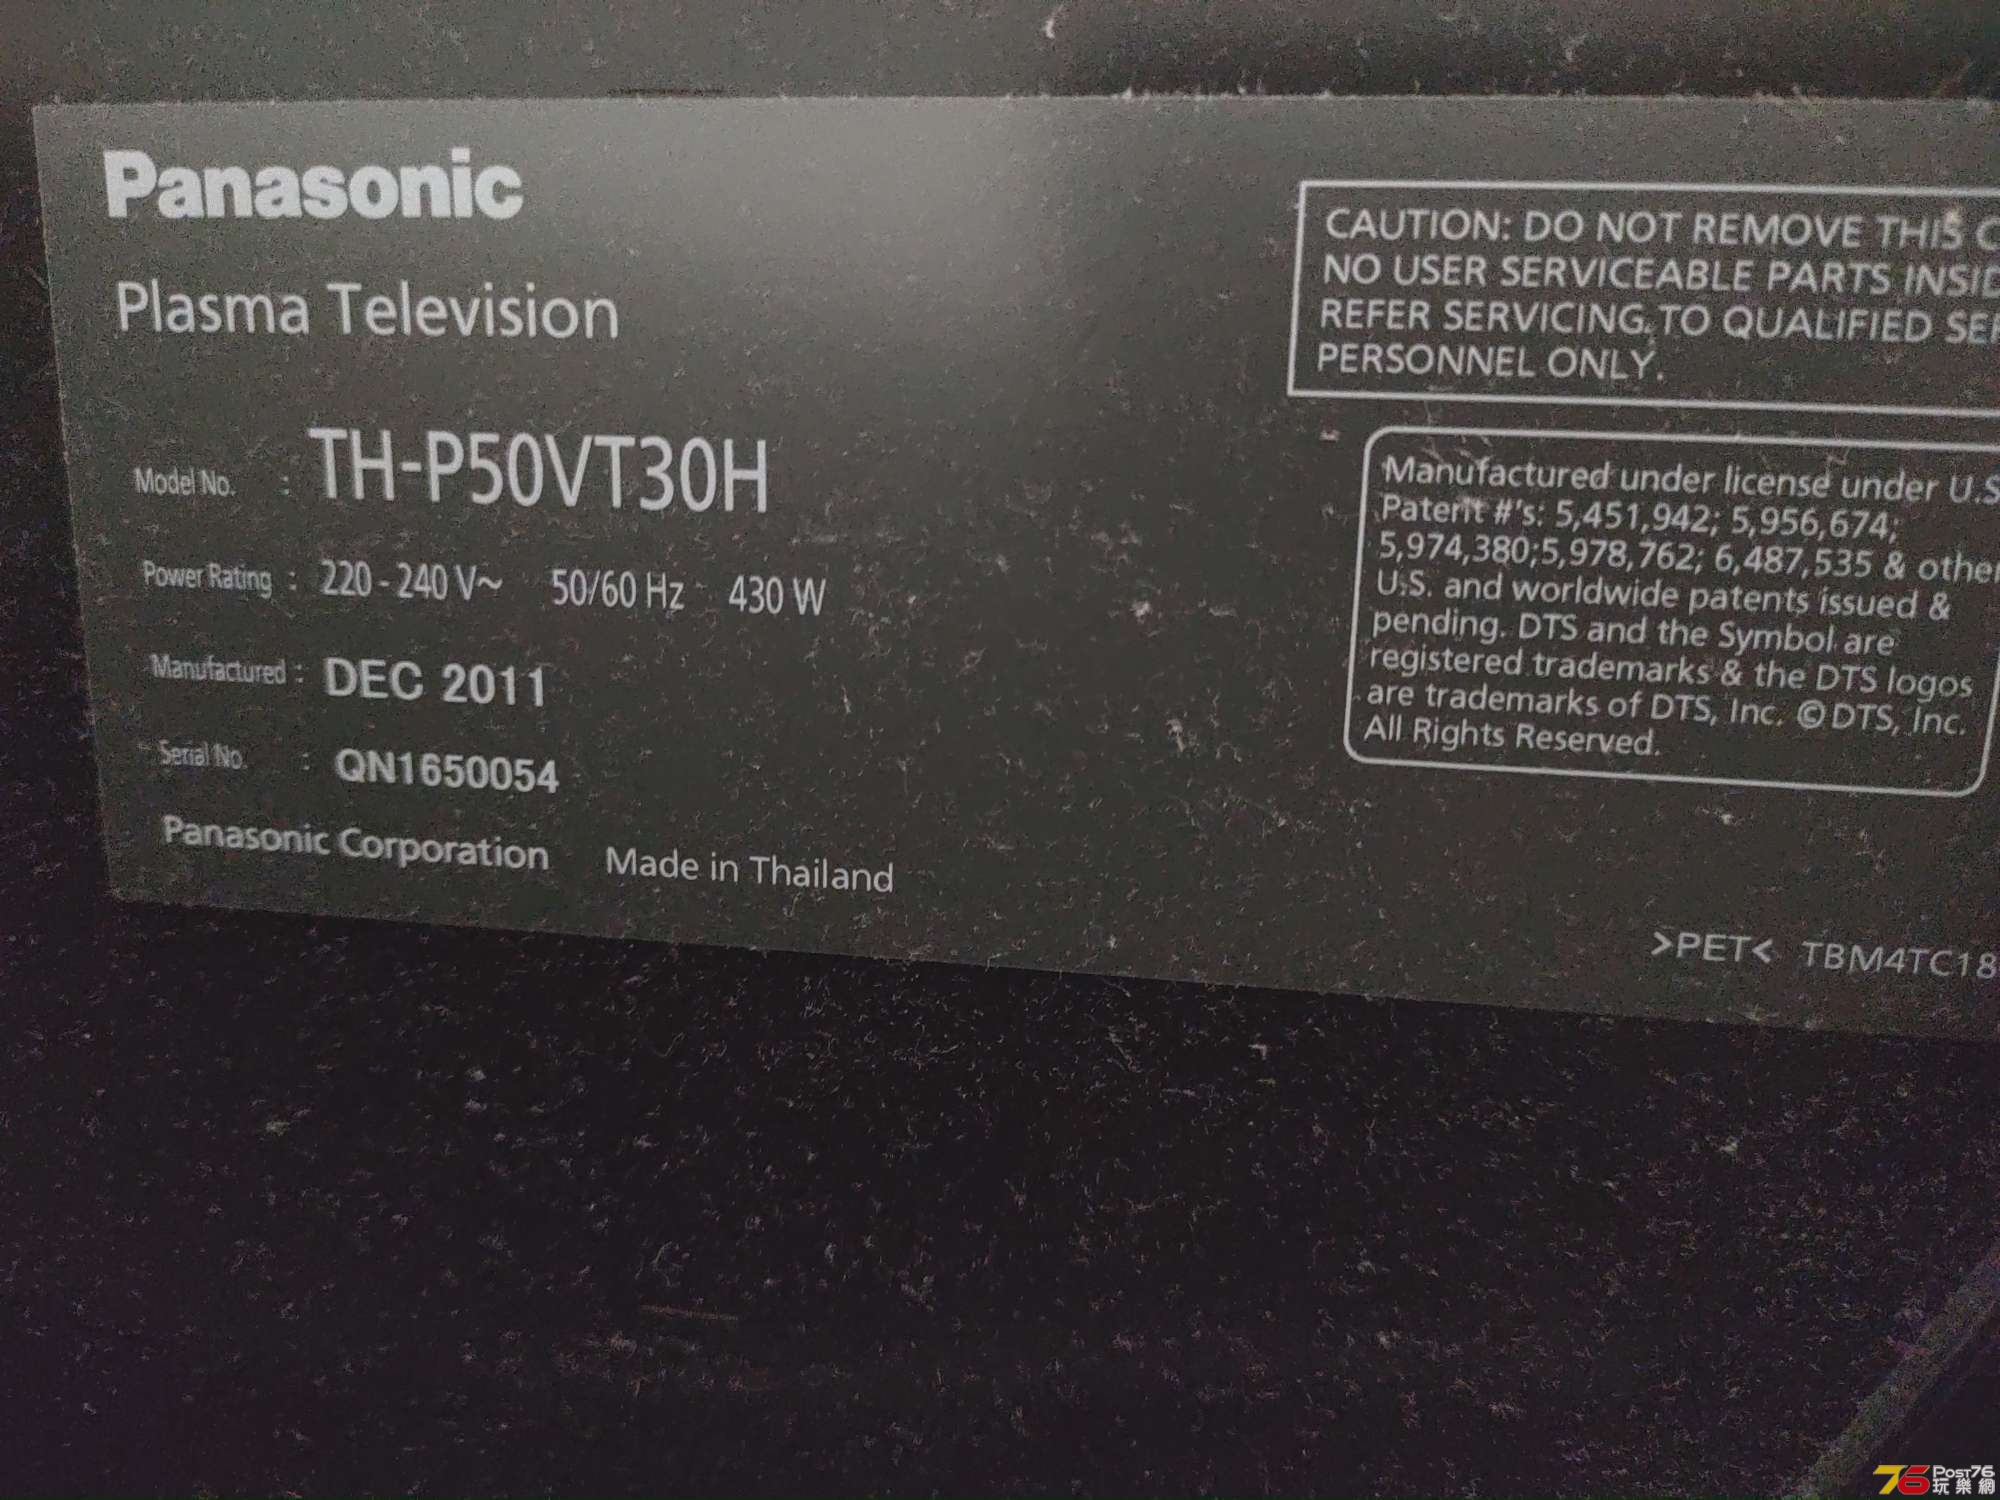 Panasonic
Plasma Television
Model No. : TH-P50VT30H
Power Rating : 220 - 240 V~ 50/60 Hz 430 W
Manufactured : DEC 2011
Serial No. : QN1650054
Panasonic Corporation Made in Thailand
CAUTION: DO NOT REMOVE THIS C
NO USER SERVICEABLE PARTS INSID
REFER SERVICING TO QUALIFIED SER
PERSONNEL ONLY.
Manufactured under license under U.S
Patent #'s: 5,451,942; 5,956,674;
5,974,380;5,978,762; 6,487,535 & other
U.S. and worldwide patents issued &
pending. DTS and the Symbol are
registered trademarks & the DTS logos
are trademarks of DTS, Inc. ©DTS, Inc.
All Rights Reserved.
>PET< TBM4TC18
76 Post76
玩樂網